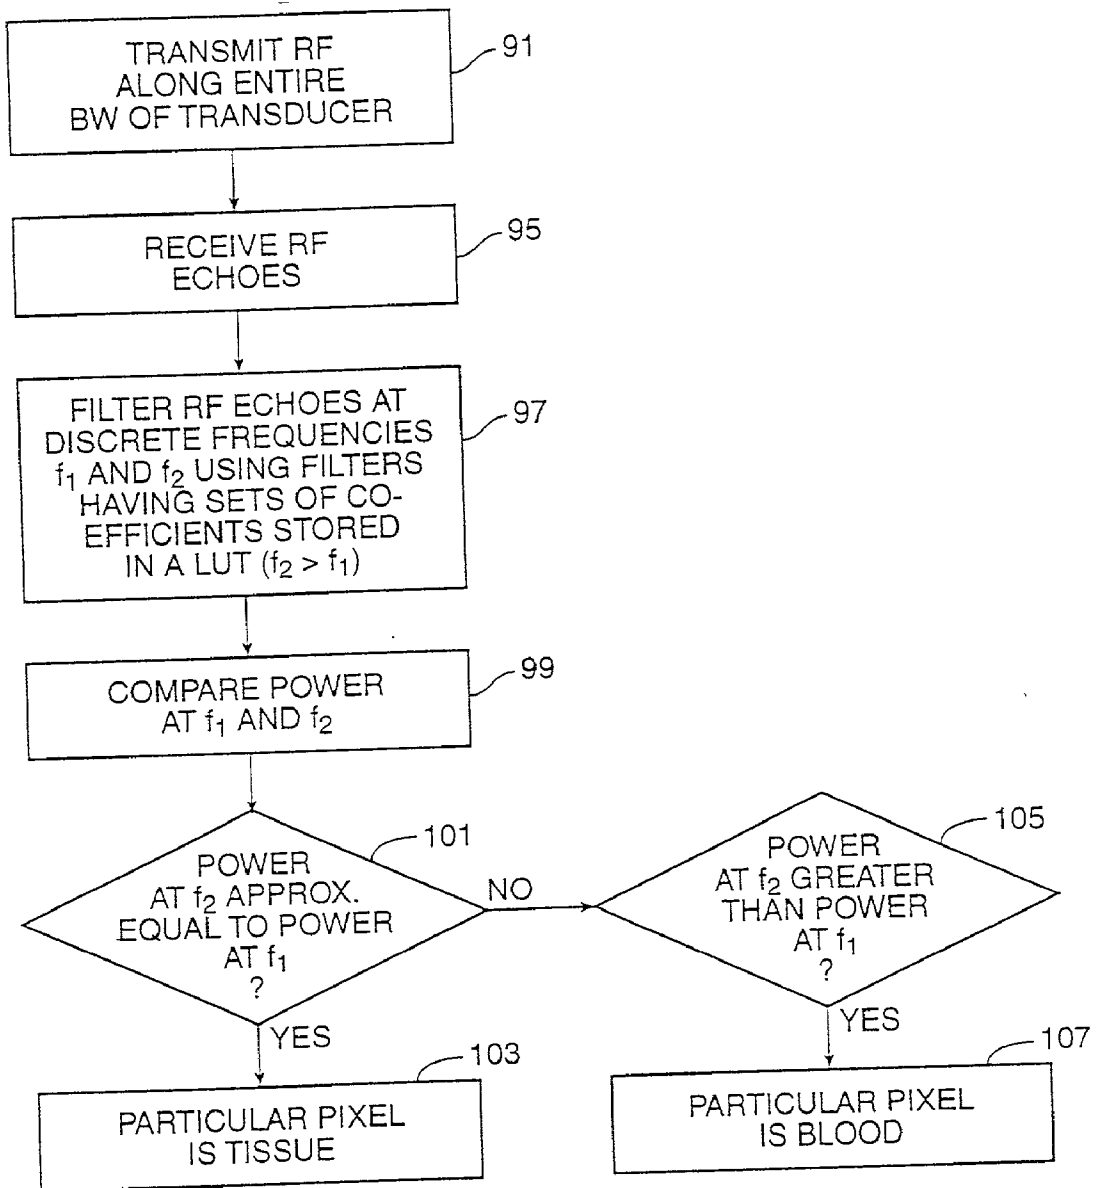 TRANSMIT RF
ALONG ENTIRE
BW OF TRANSDUCER
91
RECEIVE RF
ECHOES
95
FILTER RF ECHOES AT
DISCRETE FREQUENCIES
f₁ AND f₂ USING FILTERS
HAVING SETS OF CO-
EFFICIENTS STORED
IN A LUT (f₂ > f₁)
97
COMPARE POWER
AT f₁ AND f₂
99
POWER
AT f₂ APPROX.
EQUAL TO POWER
AT f₁
?
101
NO
POWER
AT f₂ GREATER
THAN POWER
AT f₁
?
105
YES
YES
PARTICULAR PIXEL
IS TISSUE
103
PARTICULAR PIXEL
IS BLOOD
107